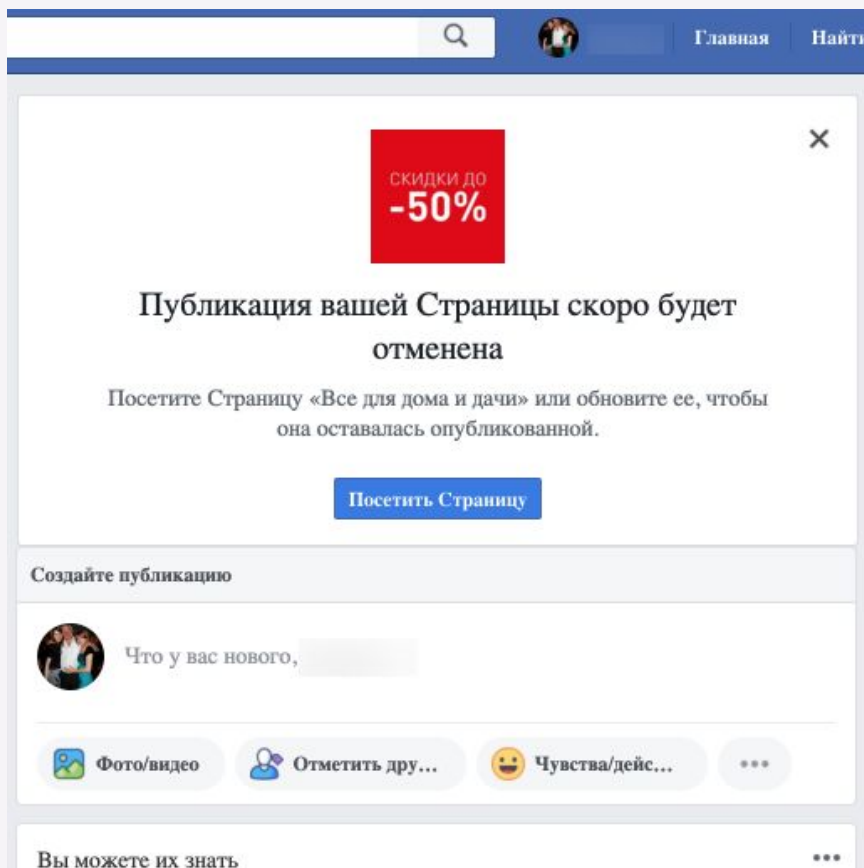 Главная
СКИДКИ ДО
-50%
Публикация вашей Страницы скоро будет
отменена
Посетите Страницу «Все для дома и дачи» или обновите ее, чтобы
она оставалась опубликованной.
Посетить Страницу
Создайте публикацию
Что у вас нового,
Фото/видео
Отметить дру...
Чувства/дейс...
Вы можете их знать